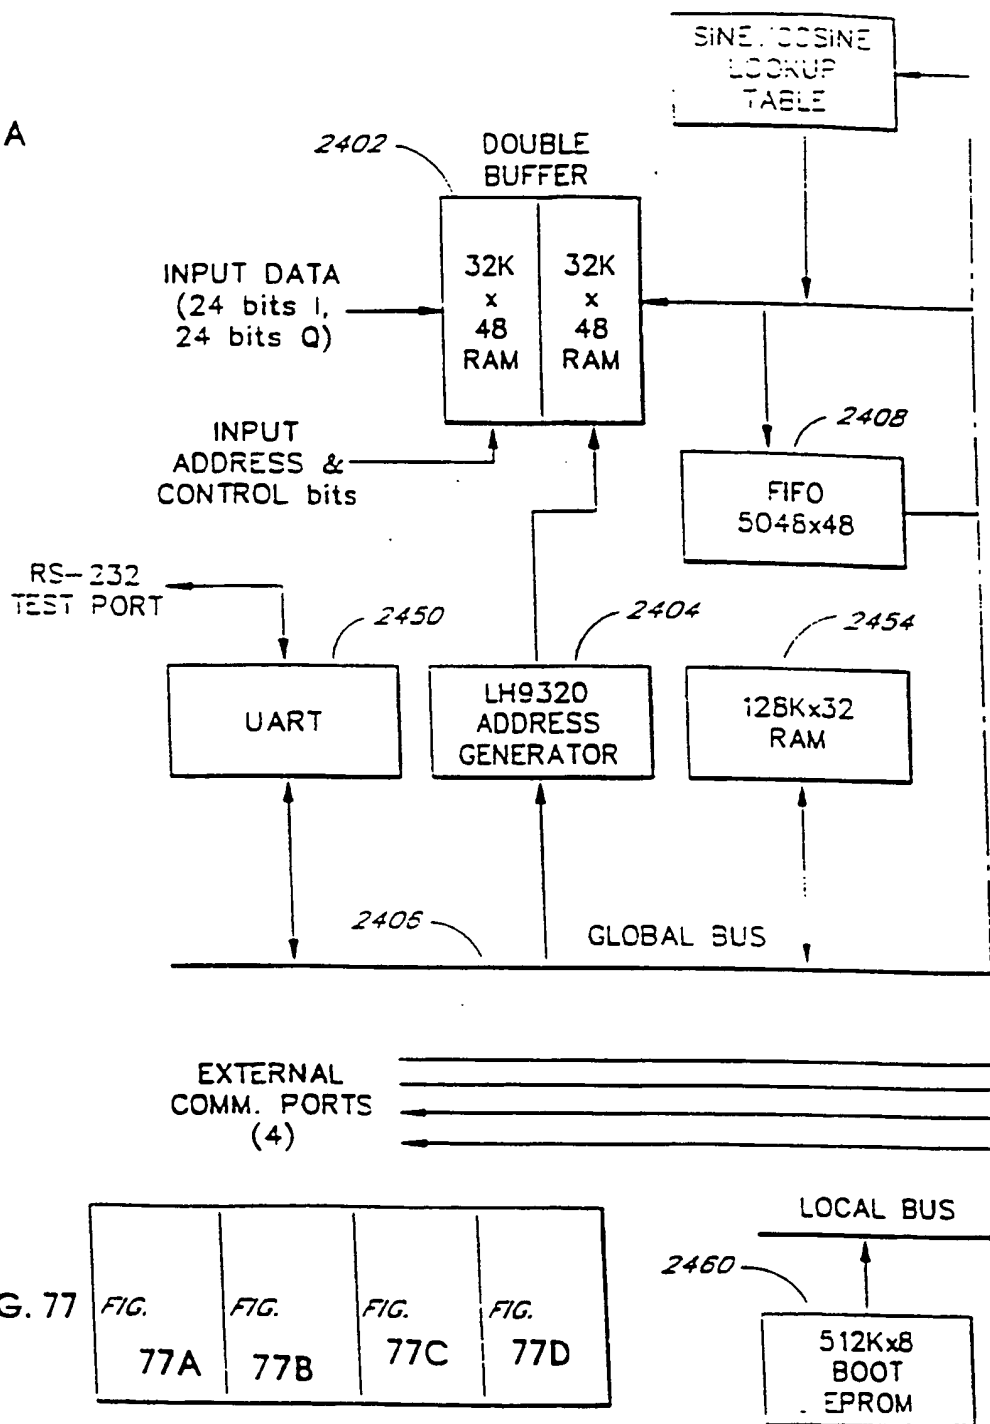 SINE/COSINE
LOOKUP
TABLE
A
2402
DOUBLE
BUFFER
INPUT DATA
(24 bits I,
24 bits Q)
32K
x
48
RAM
32K
x
48
RAM
INPUT
ADDRESS &
CONTROL bits
2408
FIFO
5048x48
RS-232
TEST PORT
2450
UART
2404
LH9320
ADDRESS
GENERATOR
2454
128Kx32
RAM
2406
GLOBAL BUS
EXTERNAL
COMM. PORTS
(4)
LOCAL BUS
2460
512Kx8
BOOT
EPROM
G. 77
FIG.
77A
FIG.
77B
FIG.
77C
FIG.
77D